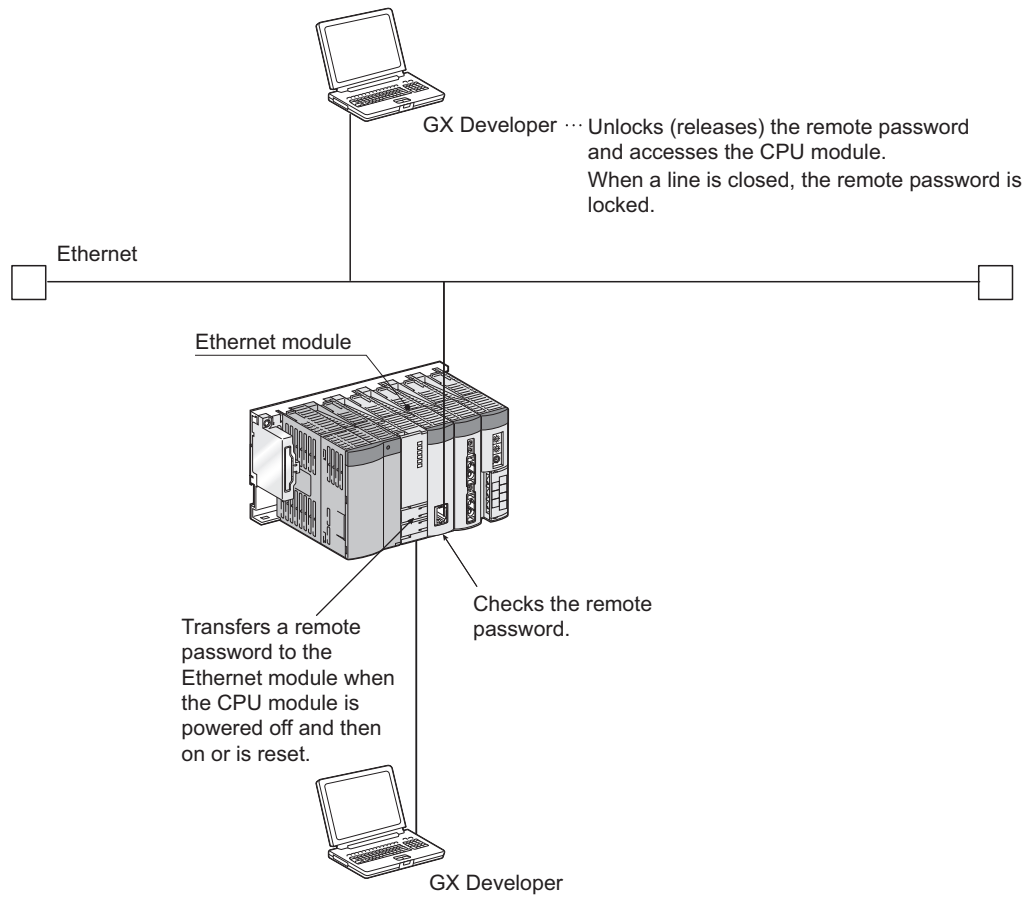 GX Developer ··· Unlocks (releases) the remote password
and accesses the CPU module.
When a line is closed, the remote password is
locked.
Ethernet
Ethernet module
Checks the remote
password.
Transfers a remote
password to the
Ethernet module when
the CPU module is
powered off and then
on or is reset.
GX Developer